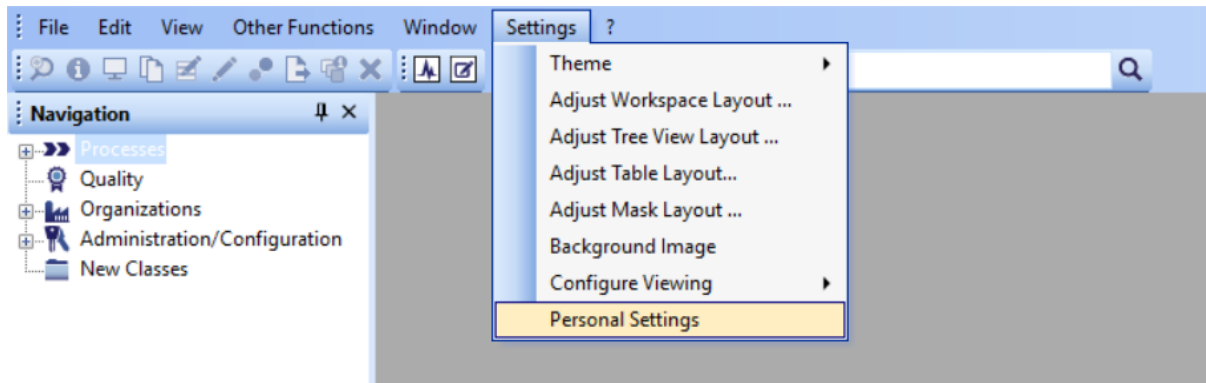 File Edit View Other Functions Window Settings ?
Navigation
Processes
Quality
Organizations
Administration/Configuration
New Classes
Theme
Adjust Workspace Layout ...
Adjust Tree View Layout ...
Adjust Table Layout...
Adjust Mask Layout ...
Background Image
Configure Viewing
Personal Settings